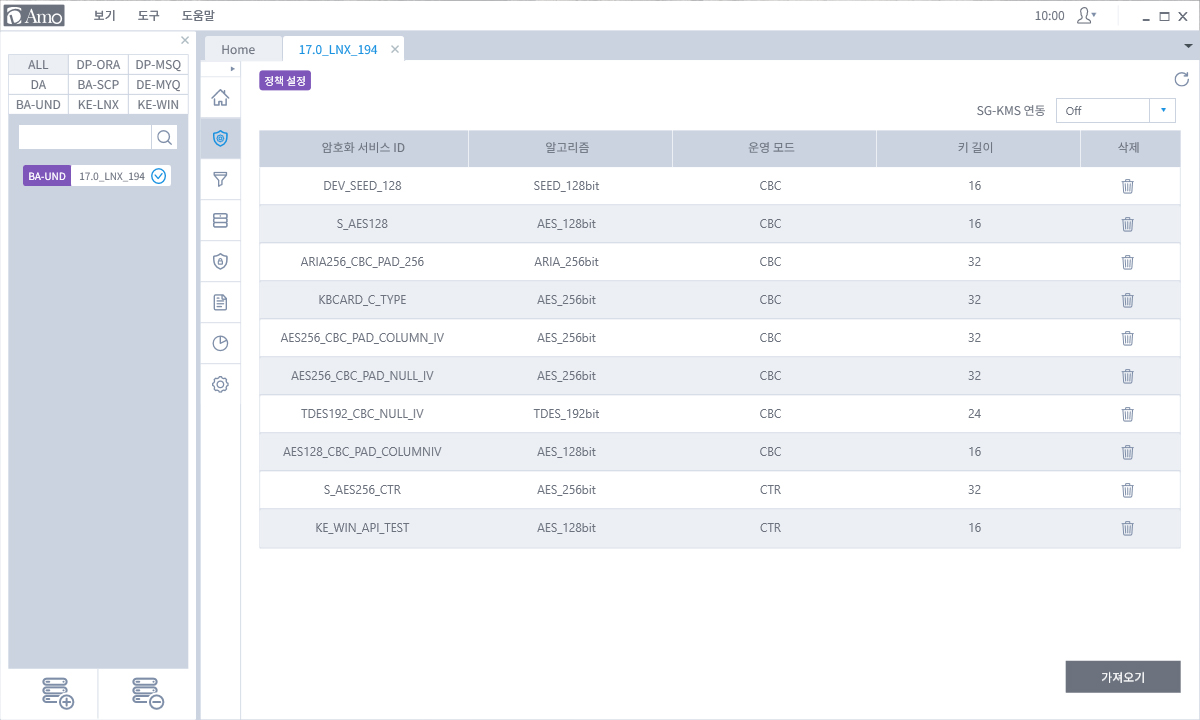 Amo 보기 도구 도움말 10:00
Home 17.0_LNX_194
ALL DP-ORA DP-MSQ
DA BA-SCP DE-MYQ
BA-UND KE-LNX KE-WIN
BA-UND 17.0_LNX_194
정책 설정
SG-KMS 연동 Off
암호화 서비스 ID 알고리즘 운영 모드 키 길이 삭제
DEV_SEED_128 SEED_128bit CBC 16
S_AES128 AES_128bit CBC 16
ARIA256_CBC_PAD_256 ARIA_256bit CBC 32
KBCARD_C_TYPE AES_256bit CBC 32
AES256_CBC_PAD_COLUMN_IV AES_256bit CBC 32
AES256_CBC_PAD_NULL_IV AES_256bit CBC 32
TDES192_CBC_NULL_IV TDES_192bit CBC 24
AES128_CBC_PAD_COLUMNIV AES_128bit CBC 16
S_AES256_CTR AES_256bit CTR 32
KE_WIN_API_TEST AES_128bit CTR 16
가져오기